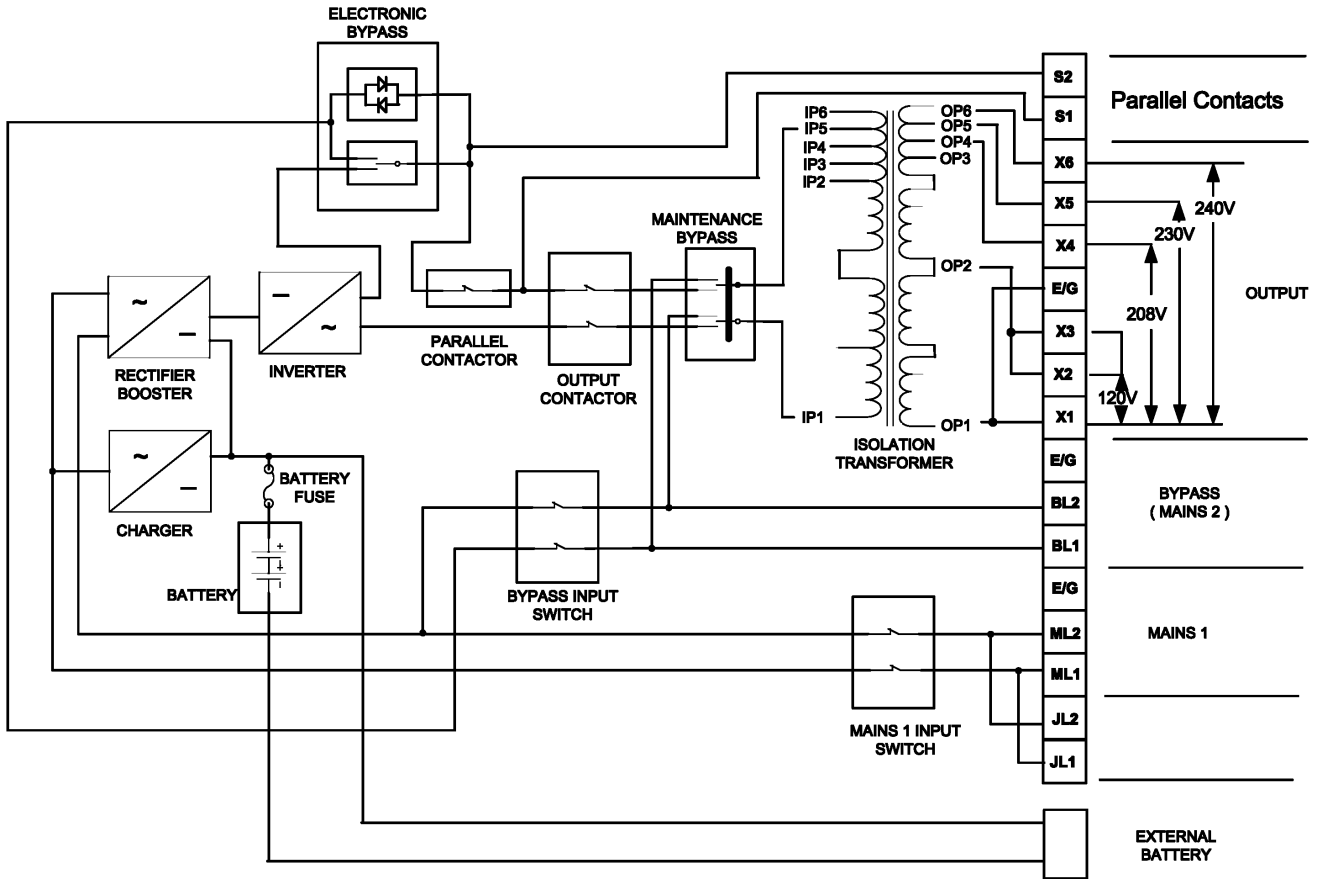 ELECTRONIC
BYPASS
S2
S1
Parallel Contacts
IP6
IP5
IP4
IP3
IP2
OP6
OP5
OP4
OP3
X6
X5
X4
E/G
X3
X2
X1
240V
230V
208V
120V
OUTPUT
MAINTENANCE
BYPASS
OP2
~
–
RECTIFIER
BOOSTER
–
~
INVERTER
PARALLEL
CONTACTOR
OUTPUT
CONTACTOR
IP1
OP1
ISOLATION
TRANSFORMER
~
–
CHARGER
BATTERY
FUSE
+
+
BATTERY
BYPASS INPUT
SWITCH
E/G
BL2
BL1
BYPASS
( MAINS 2 )
E/G
ML2
ML1
MAINS 1
MAINS 1 INPUT
SWITCH
JL2
JL1
EXTERNAL
BATTERY